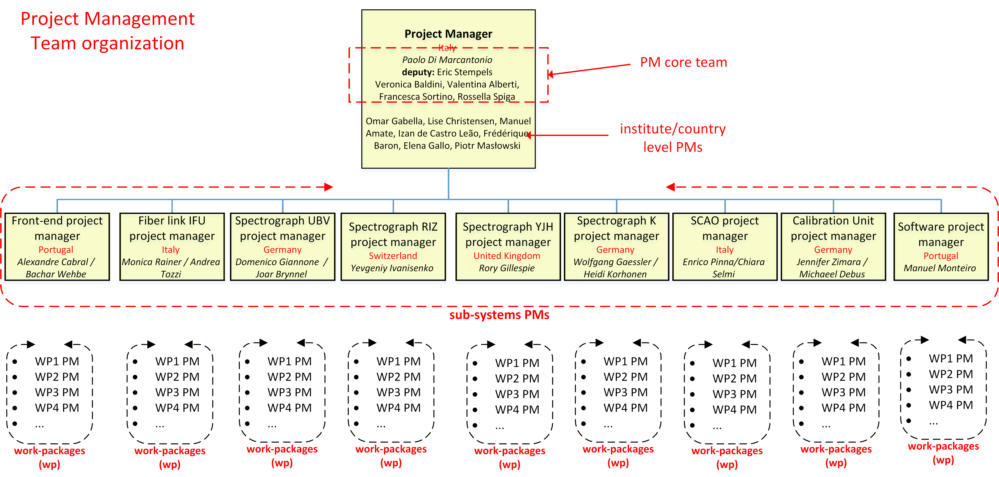 Project Management
Team organization
Project Manager
Italy
Paolo Di Marcantonio
deputy: Eric Stempels
Veronica Baldini, Valentina Alberti,
Francesca Sortino, Rossella Spiga
PM core team
Omar Gabella, Lise Christensen, Manuel
Amate, Izan de Castro Leão, Frédérique
Baron, Elena Gallo, Piotr Masłowski
institute/country
level PMs
Front-end project
manager
Portugal
Alexandre Cabral /
Bachar Wehbe
Fiber link IFU
project manager
Italy
Monica Rainer / Andrea
Tozzi
Spectrograph UBV
project manager
Germany
Domenico Giannone /
Joar Brynnel
Spectrograph RIZ
project manager
Switzerland
Yevgeniy Ivanisenko
Spectrograph YJH
project manager
United Kingdom
Rory Gillespie
Spectrograph K
project manager
Germany
Wolfgang Gaessler /
Heidi Korhonen
SCAO project
manager
Italy
Enrico Pinna/Chiara
Selmi
Calibration Unit
project manager
Germany
Jennifer Zimara /
Michaeel Debus
Software project
manager
Portugal
Manuel Monteiro
sub-systems PMs
• WP1 PM
• WP2 PM
• WP3 PM
• WP4 PM
• ...
work-packages
(wp)
• WP1 PM
• WP2 PM
• WP3 PM
• WP4 PM
• ...
work-packages
(wp)
• WP1 PM
• WP2 PM
• WP3 PM
• WP4 PM
• ...
work-packages
(wp)
• WP1 PM
• WP2 PM
• WP3 PM
• WP4 PM
• ...
work-packages
(wp)
• WP1 PM
• WP2 PM
• WP3 PM
• WP4 PM
• ...
work-packages
(wp)
• WP1 PM
• WP2 PM
• WP3 PM
• WP4 PM
• ...
work-packages
(wp)
• WP1 PM
• WP2 PM
• WP3 PM
• WP4 PM
• ...
work-packages
(wp)
• WP1 PM
• WP2 PM
• WP3 PM
• WP4 PM
• ...
work-packages
(wp)
• WP1 PM
• WP2 PM
• WP3 PM
• WP4 PM
• ...
work-packages
(wp)